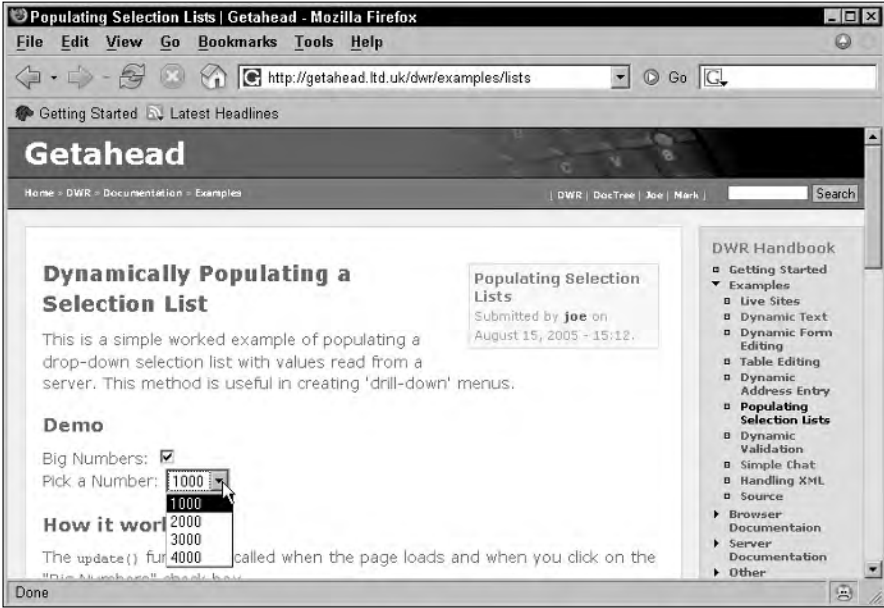 Populating Selection Lists | Getahead - Mozilla Firefox
File Edit View Go Bookmarks Tools Help
http://getahead.ltd.uk/dwr/examples/lists Go
Getting Started Latest Headlines
Getahead
Home » DWR » Documentation » Examples
| DWR | DocTree | Joe | Mark | Search
Dynamically Populating a
Selection List
Populating Selection
Lists
Submitted by joe on
August 15, 2005 - 15:12.
This is a simple worked example of populating a
drop-down selection list with values read from a
server. This method is useful in creating 'drill-down' menus.
Demo
Big Numbers:
Pick a Number: 1000
1000
2000
3000
4000
How it wor
The update() fu called when the page loads and when you click on the
"Big Numbers" check box
DWR Handbook
Getting Started
Examples
Live Sites
Dynamic Text
Dynamic Form
Editing
Table Editing
Dynamic
Address Entry
Populating
Selection Lists
Dynamic
Validation
Simple Chat
Handling XML
Source
Browser
Documentaion
Server
Documentation
Other
Done